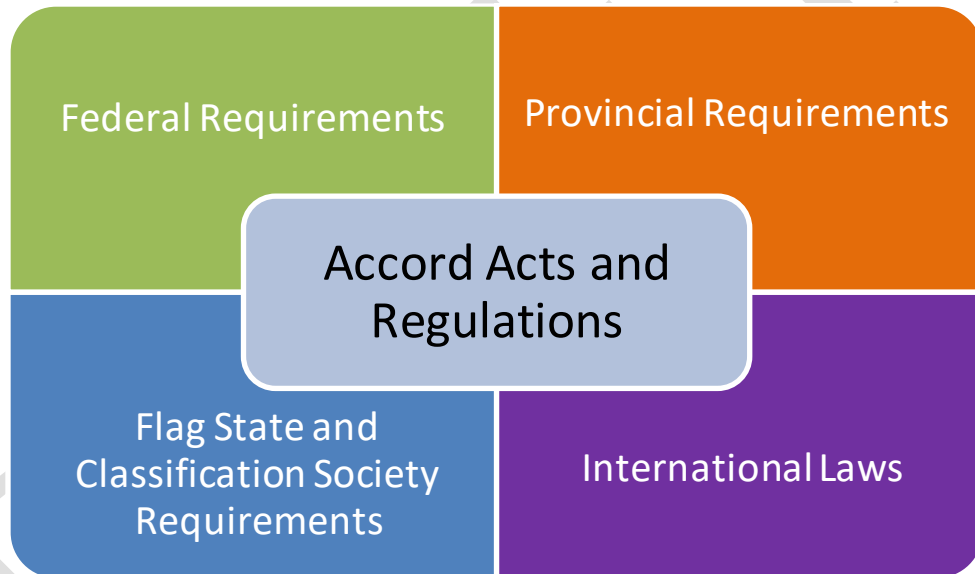 Federal Requirements
Provincial Requirements
Accord Acts and
Regulations
Flag State and
Classification Society
Requirements
International Laws